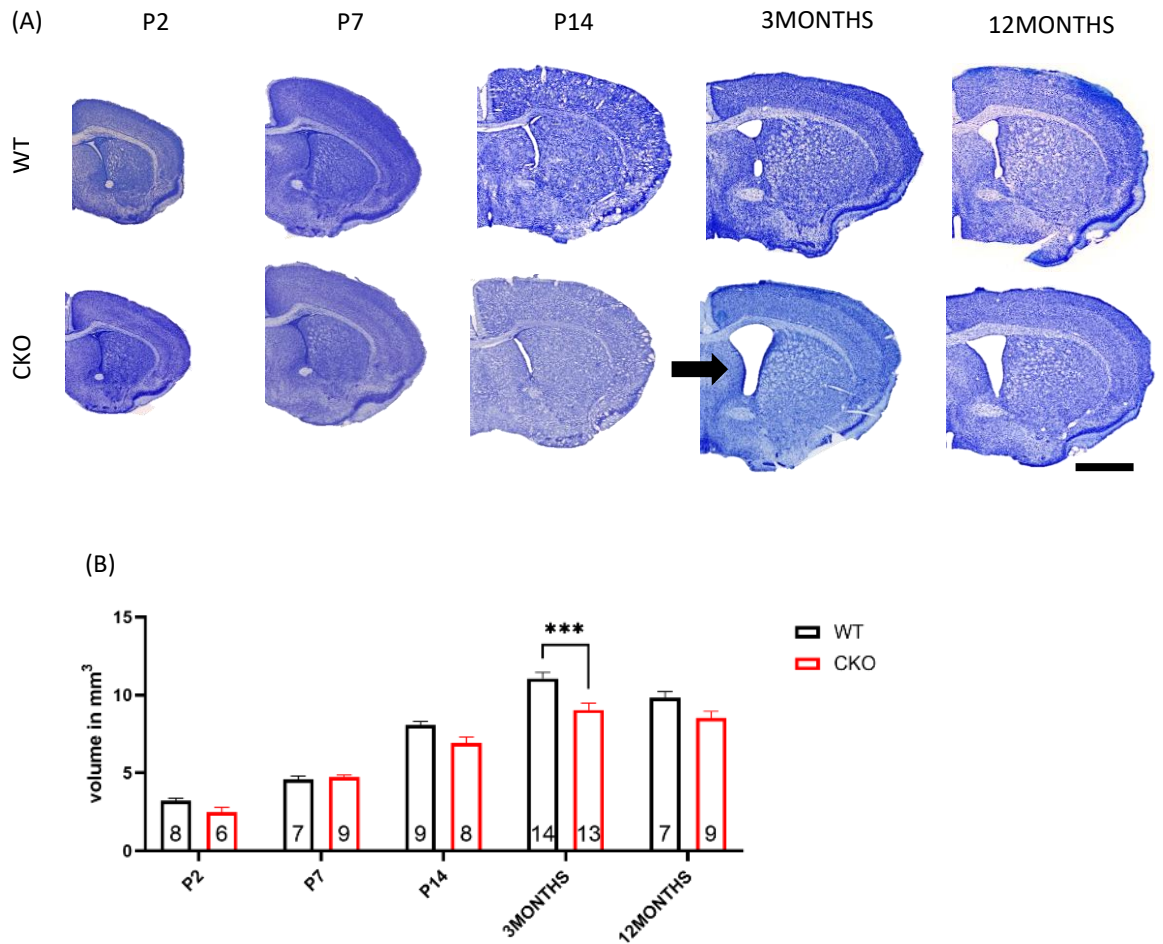 (A)
P2 P7 P14 3MONTHS 12MONTHS
WT
CKO
(B)
volume in mm³
15
10
5
0
***
WT
CKO
8 6 7 9 9 8 14 13 7 9
P2 P7 P14 3MONTHS 12MONTHS